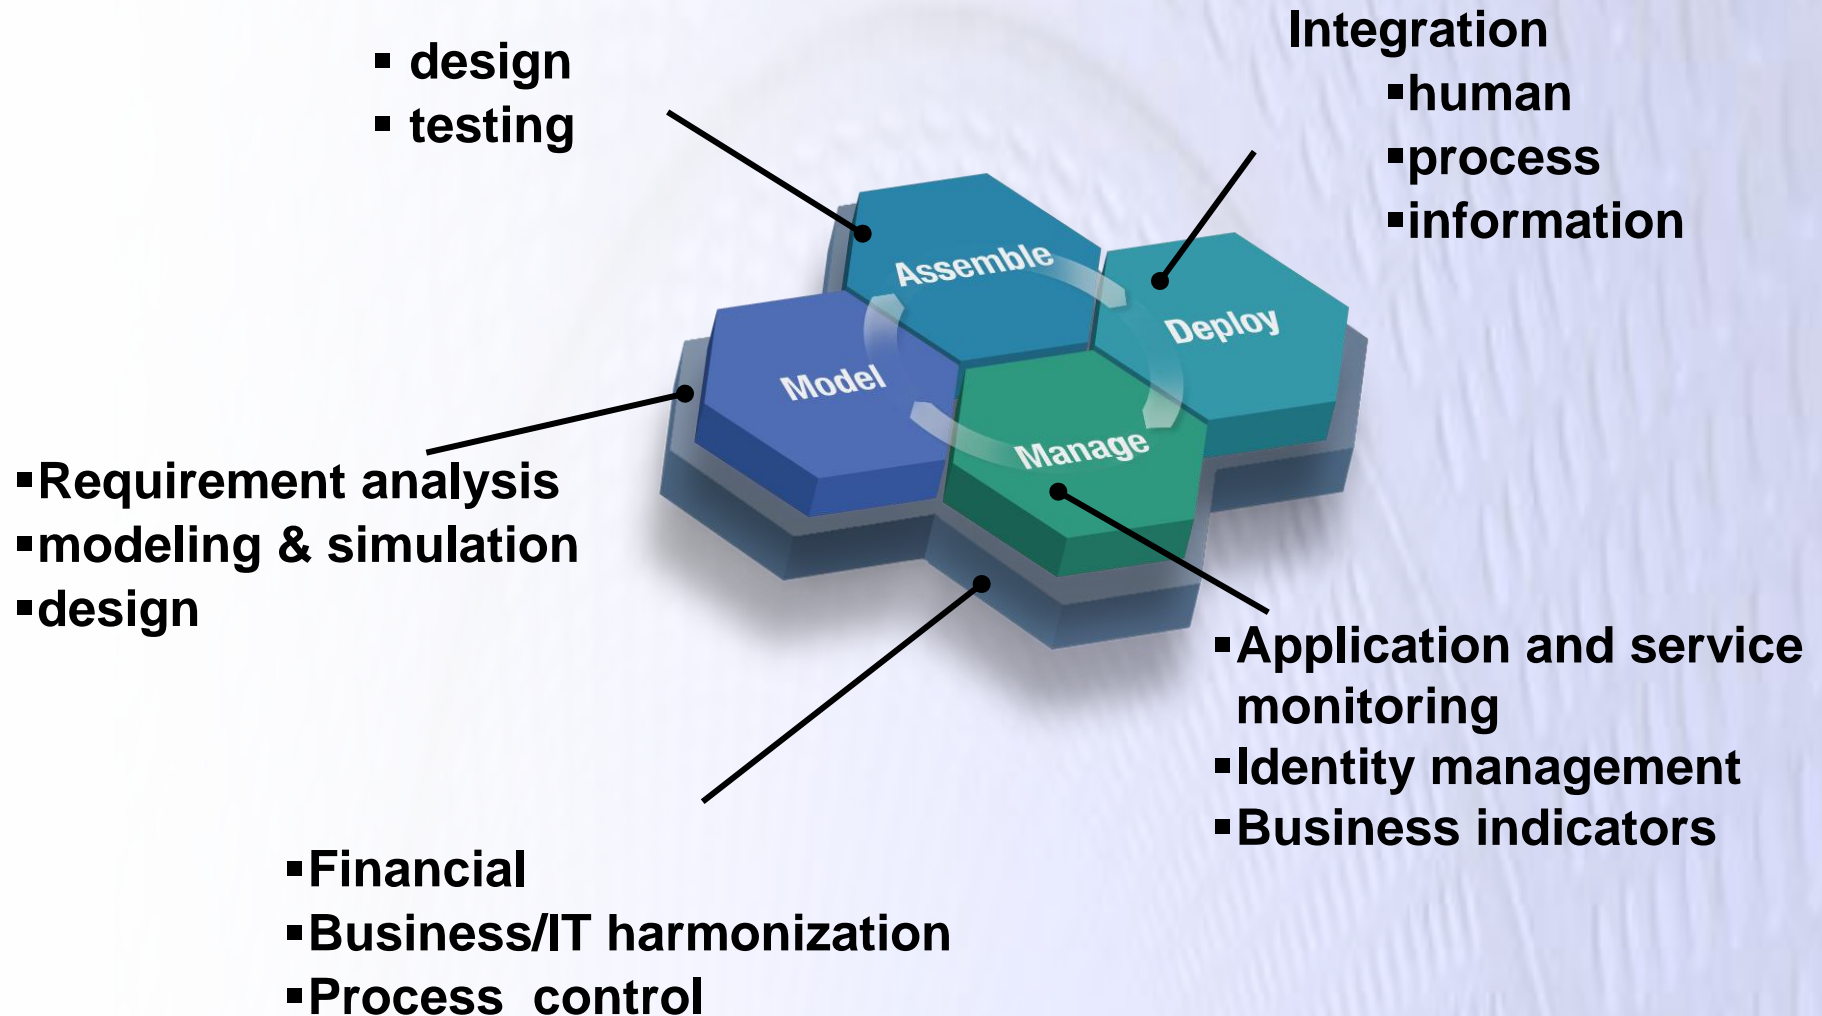 ▪ design
▪ testing
Integration
▪human
▪process
▪information
Assemble
Deploy
Model
Manage
▪Requirement analysis
▪modeling & simulation
▪design
▪Application and service
monitoring
▪Identity management
▪Business indicators
▪Financial
▪Business/IT harmonization
▪Process  control